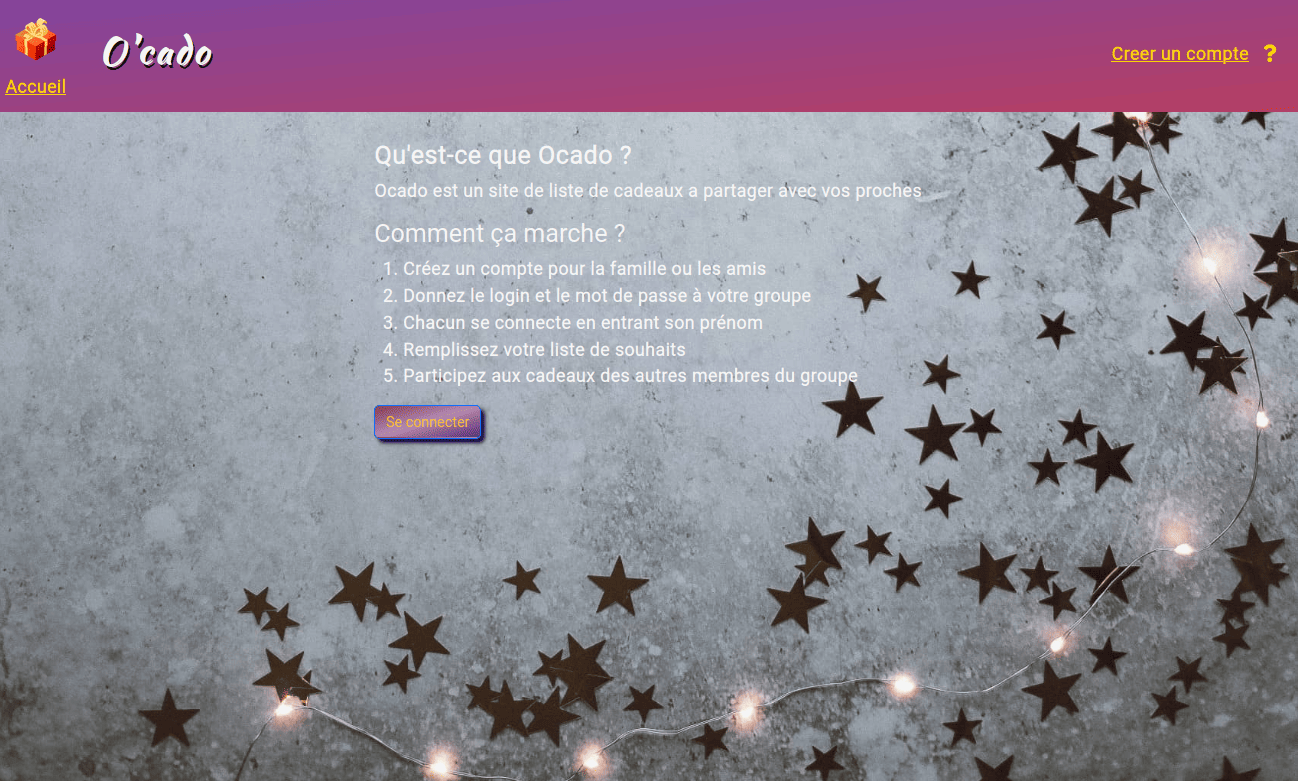 O'cado
Accueil
Creer un compte ?
Qu'est-ce que Ocado ?
Ocado est un site de liste de cadeaux a partager avec vos proches
Comment ça marche ?
1. Créez un compte pour la famille ou les amis
2. Donnez le login et le mot de passe à votre groupe
3. Chacun se connecte en entrant son prénom
4. Remplissez votre liste de souhaits
5. Participez aux cadeaux des autres membres du groupe
Se connecter